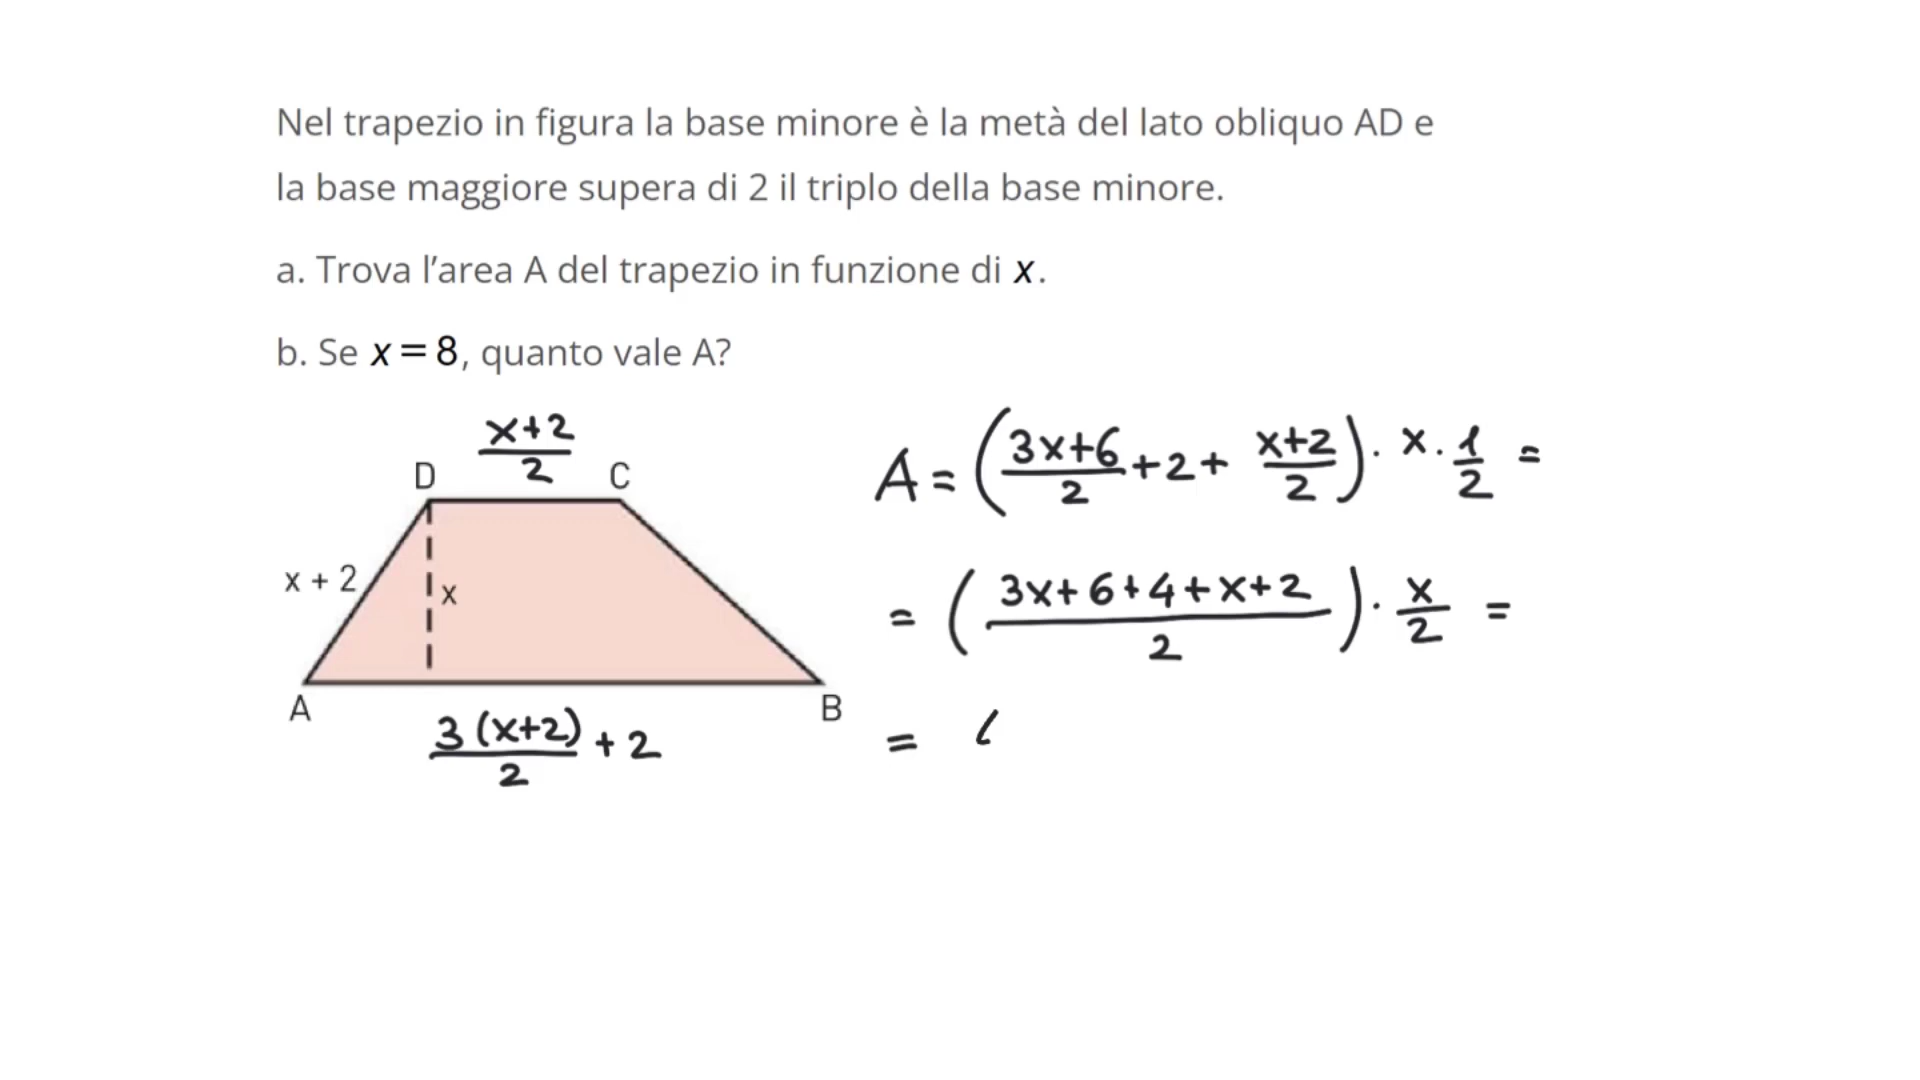 Nel trapezio in figura la base minore è la metà del lato obliquo AD e
la base maggiore supera di 2 il triplo della base minore.
a. Trova l’area A del trapezio in funzione di x.
b. Se x = 8, quanto vale A?
x+2
2
D C
x + 2
x
A B
3 (x+2) + 2
2
A = ( 3x+6/2 + 2 + x+2/2 ) · x · 1/2 =
= ( 3x+6+4+x+2 / 2 ) · x/2 =
= (